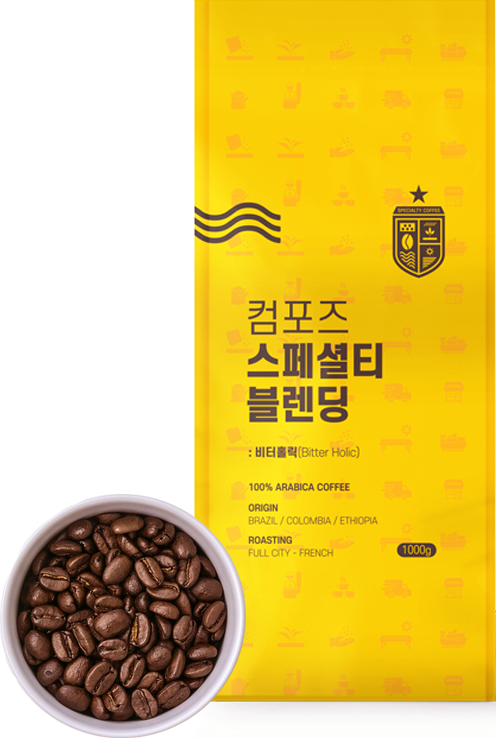 SPECIALTY COFFEE
컴포즈
스페셜티
블렌딩
: 비터홀릭(Bitter Holic)
100% ARABICA COFFEE
ORIGIN
BRAZIL / COLOMBIA / ETHIOPIA
ROASTING
FULL CITY - FRENCH
1000g